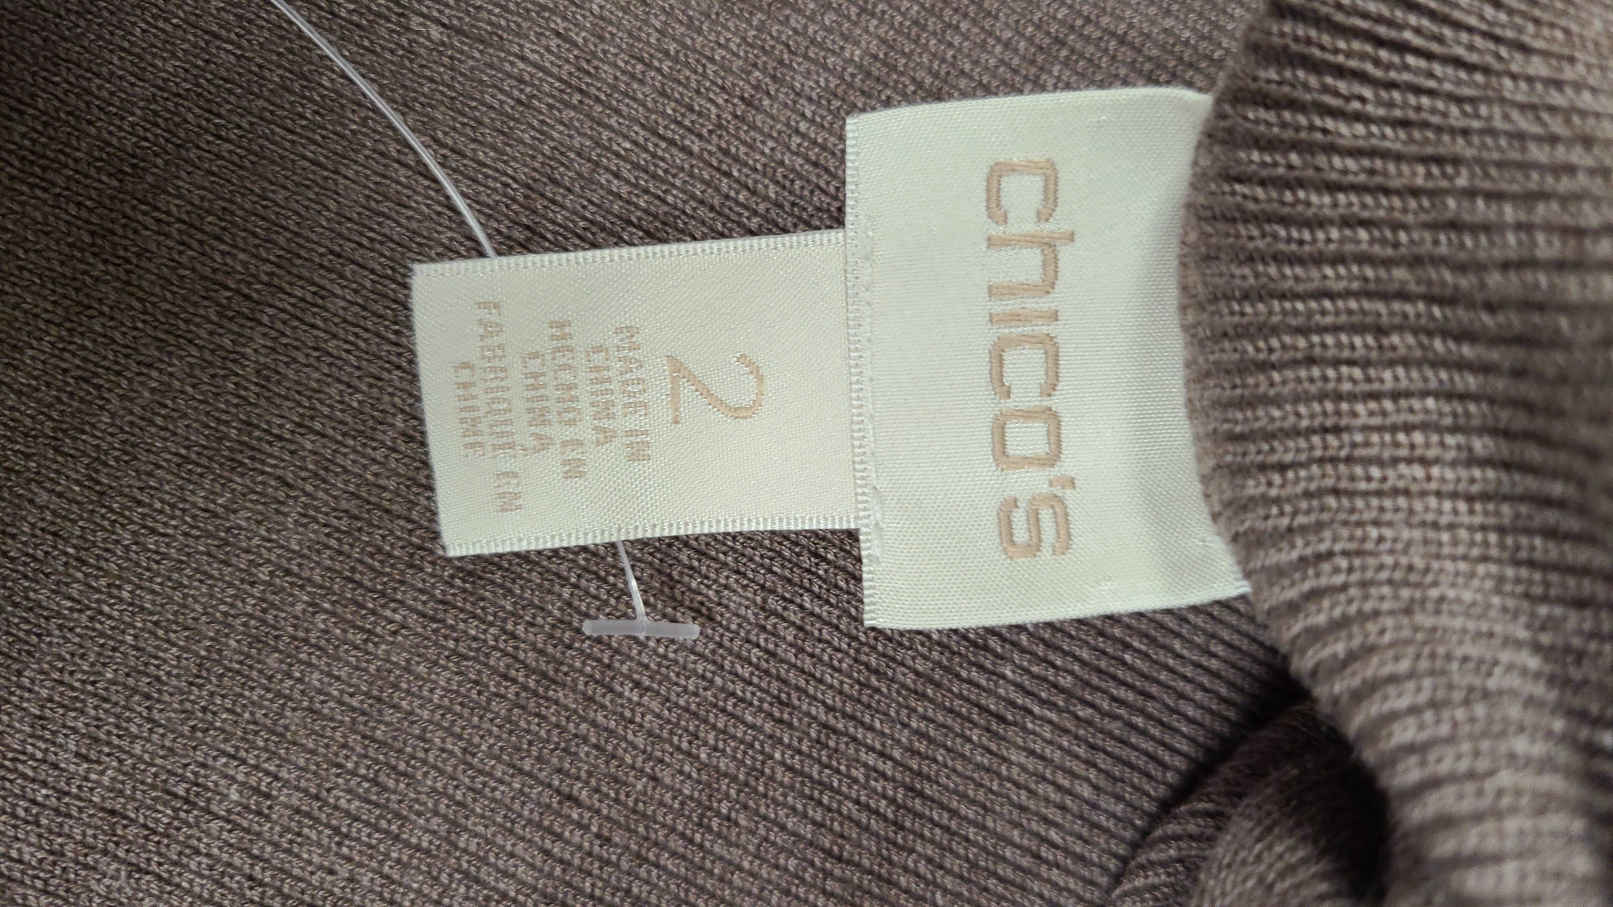 chico's
2
MADE IN
CHINA
HECHO EN
CHINA
FABRIQUE EN
CHINE